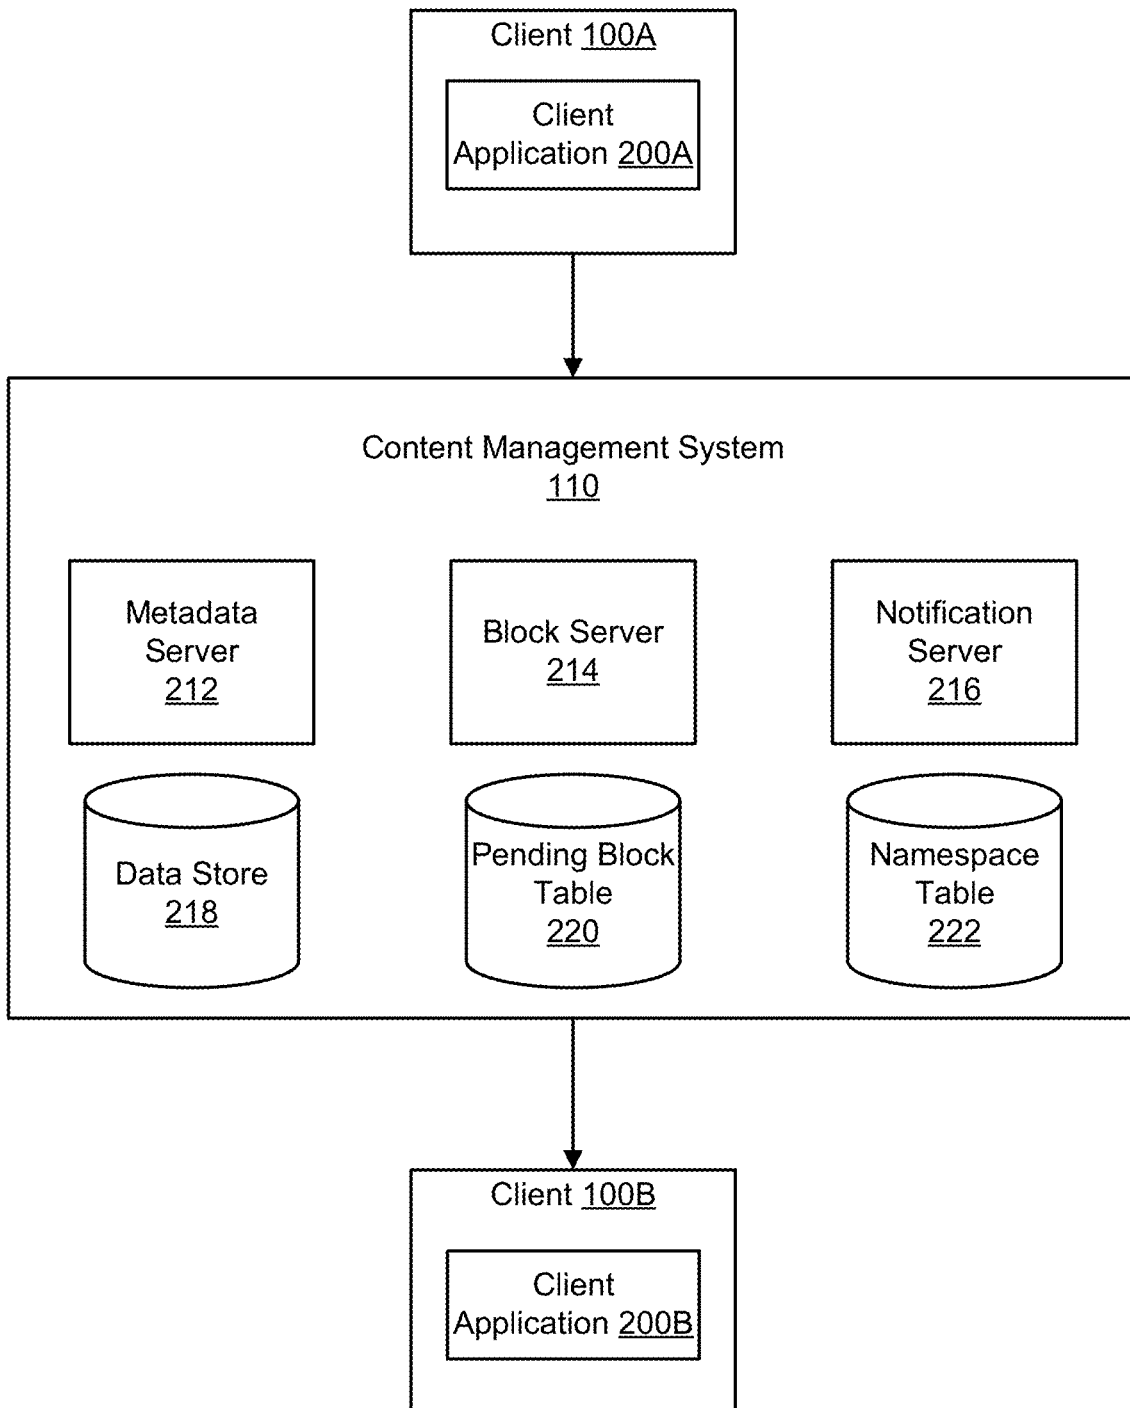 Client 100A
Client
Application 200A
Content Management System
110
Metadata
Server
212
Block Server
214
Notification
Server
216
Data Store
218
Pending Block
Table
220
Namespace
Table
222
Client 100B
Client
Application 200B